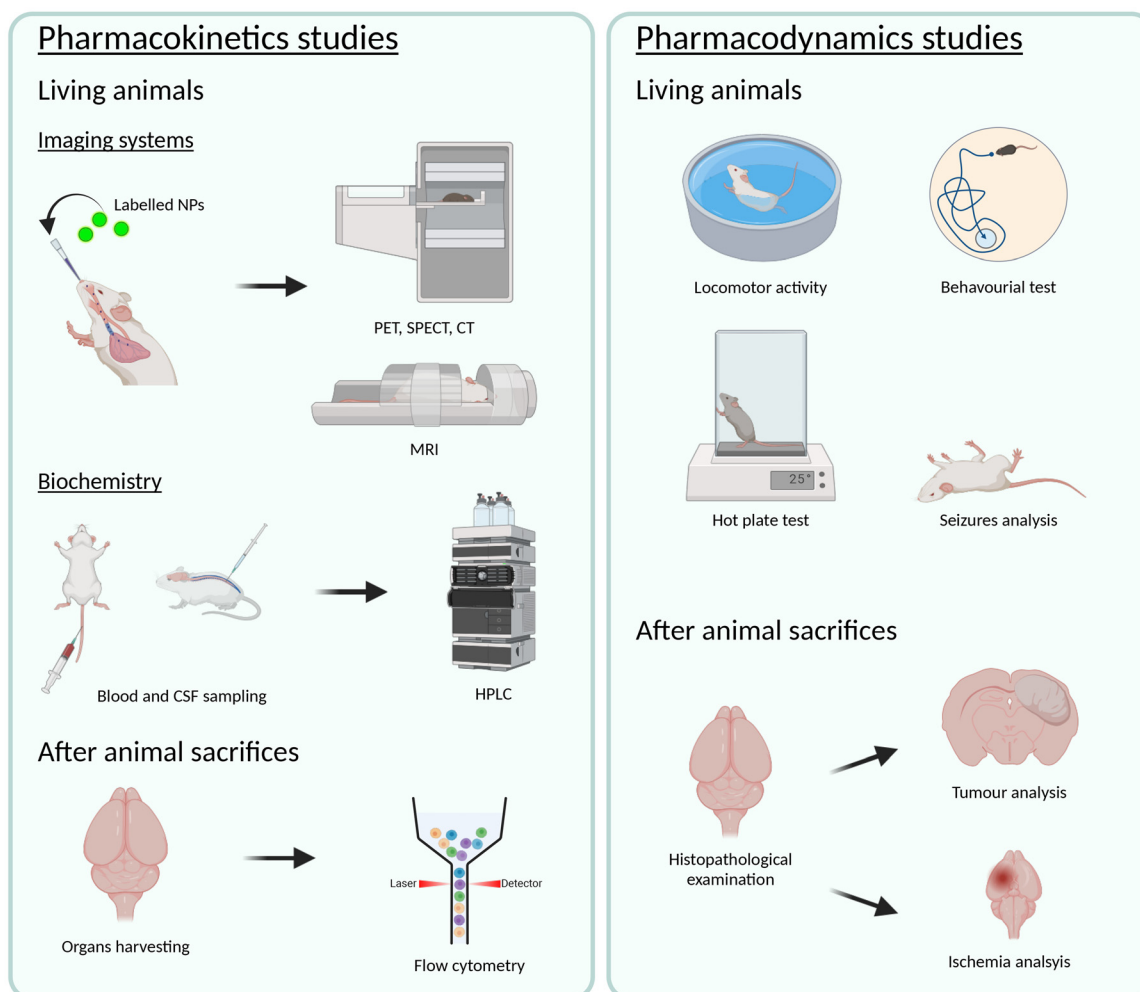 Pharmacokinetics studies
Living animals
Imaging systems
Labelled NPs
PET, SPECT, CT
MRI
Biochemistry
Blood and CSF sampling
HPLC
After animal sacrifices
Organs harvesting
Laser
Detector
Flow cytometry
Pharmacodynamics studies
Living animals
Locomotor activity
Behavourial test
25°
Hot plate test
Seizures analysis
After animal sacrifices
Histopathological
examination
Tumour analysis
Ischemia analsyis